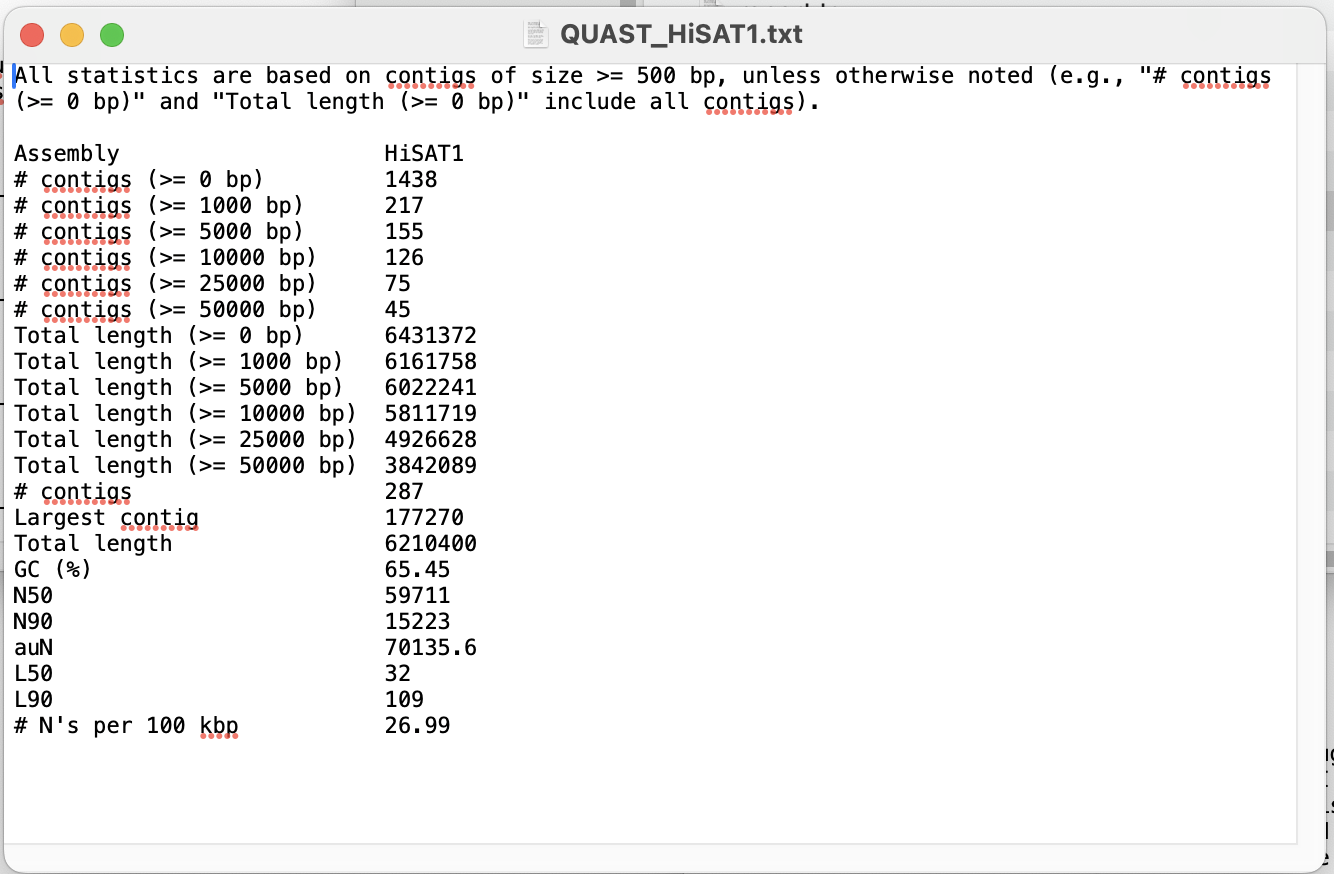 QUAST_HiSAT1.txt
All statistics are based on contigs of size >= 500 bp, unless otherwise noted (e.g., "# contigs
(>= 0 bp)" and "Total length (>= 0 bp)" include all contigs).
Assembly HiSAT1
# contigs (>= 0 bp) 1438
# contigs (>= 1000 bp) 217
# contigs (>= 5000 bp) 155
# contigs (>= 10000 bp) 126
# contigs (>= 25000 bp) 75
# contigs (>= 50000 bp) 45
Total length (>= 0 bp) 6431372
Total length (>= 1000 bp) 6161758
Total length (>= 5000 bp) 6022241
Total length (>= 10000 bp) 5811719
Total length (>= 25000 bp) 4926628
Total length (>= 50000 bp) 3842089
# contigs 287
Largest contig 177270
Total length 6210400
GC (%) 65.45
N50 59711
N90 15223
auN 70135.6
L50 32
L90 109
# N's per 100 kbp 26.99